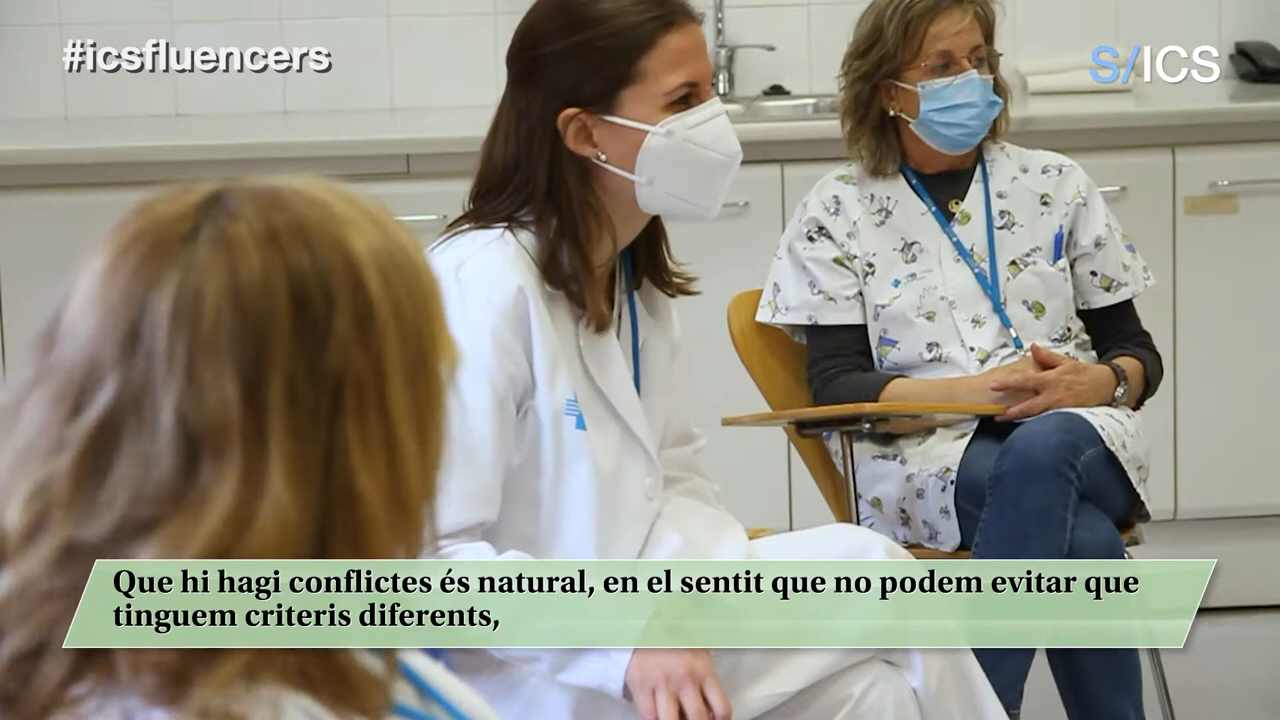 #icsfluencers
S/ICS
Que hi hagi conflictes és natural, en el sentit que no podem evitar que
tinguem criteris diferents,